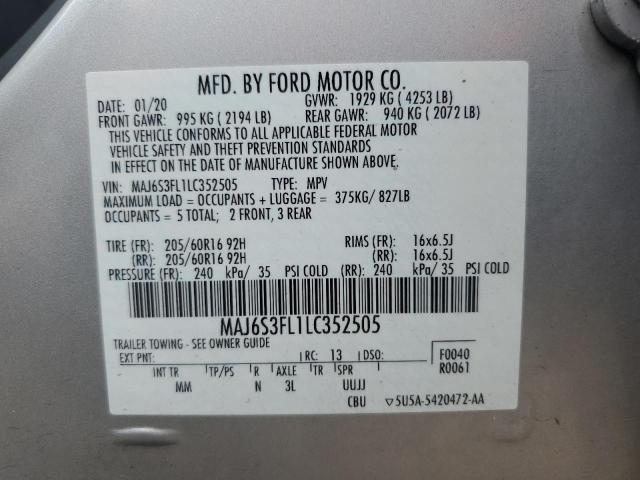 MFD. BY FORD MOTOR CO.
DATE: 01/20 GVWR: 1929 KG ( 4253 LB)
FRONT GAWR: 995 KG ( 2194 LB) REAR GAWR: 940 KG ( 2072 LB)
THIS VEHICLE CONFORMS TO ALL APPLICABLE FEDERAL MOTOR
VEHICLE SAFETY AND THEFT PREVENTION STANDARDS
IN EFFECT ON THE DATE OF MANUFACTURE SHOWN ABOVE.
VIN: MAJ6S3FL1LC352505 TYPE: MPV
MAXIMUM LOAD = OCCUPANTS + LUGGAGE = 375KG/ 827LB
OCCUPANTS = 5 TOTAL; 2 FRONT, 3 REAR
TIRE (FR): 205/60R16 92H RIMS (FR): 16x6.5J
(RR): 205/60R16 92H (RR): 16x6.5J
PRESSURE (FR): 240 kPa/ 35 PSI COLD (RR): 240 kPa/ 35 PSI COLD
MAJ6S3FL1LC352505
TRAILER TOWING - SEE OWNER GUIDE
EXT PNT: RC: 13 DSO: F0040
INT TR TP/PS R AXLE TR SPR R0061
MM N 3L UUJJ
CBU ▽5U5A-5420472-AA